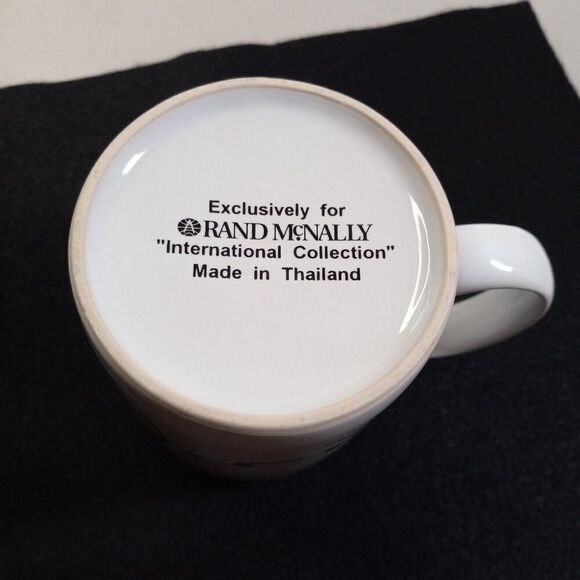 Exclusively for
RAND McNALLY
"International Collection"
Made in Thailand